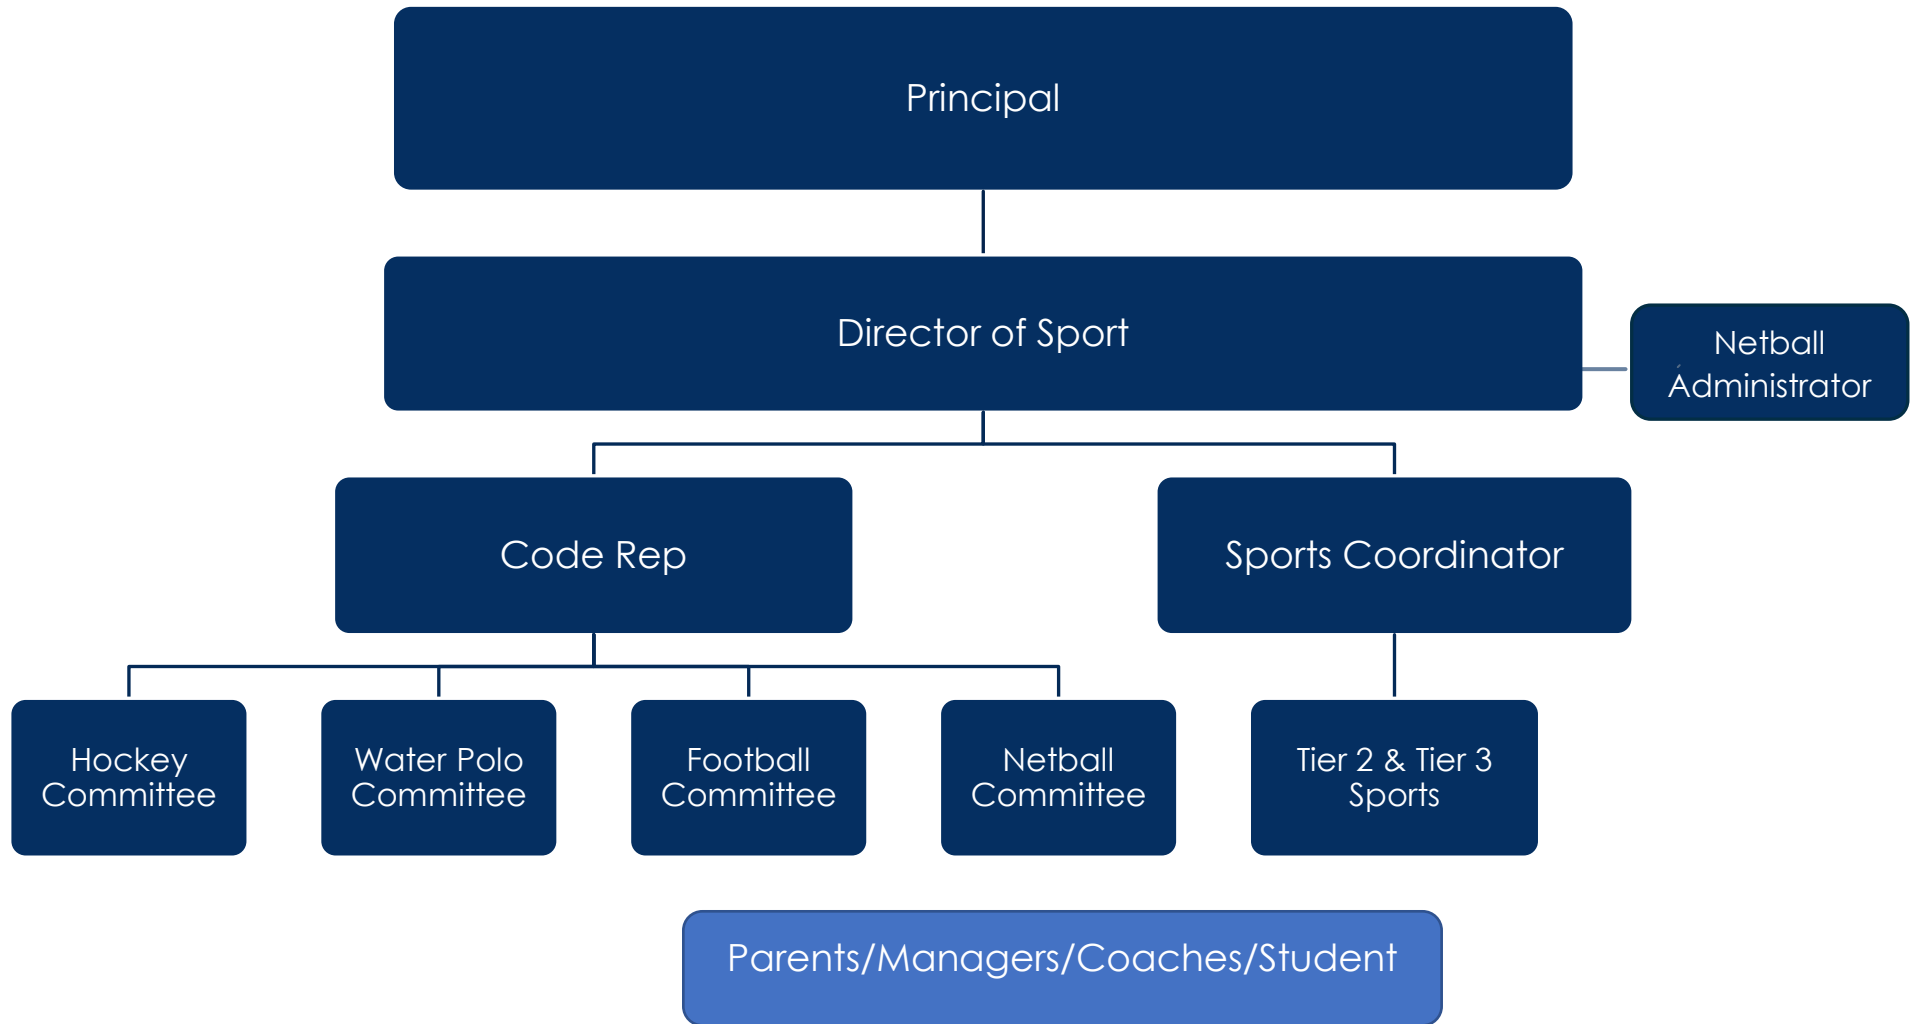 Principal
Director of Sport
Netball
Administrator
Code Rep
Sports Coordinator
Hockey
Committee
Water Polo
Committee
Football
Committee
Netball
Committee
Tier 2 & Tier 3
Sports
Parents/Managers/Coaches/Student